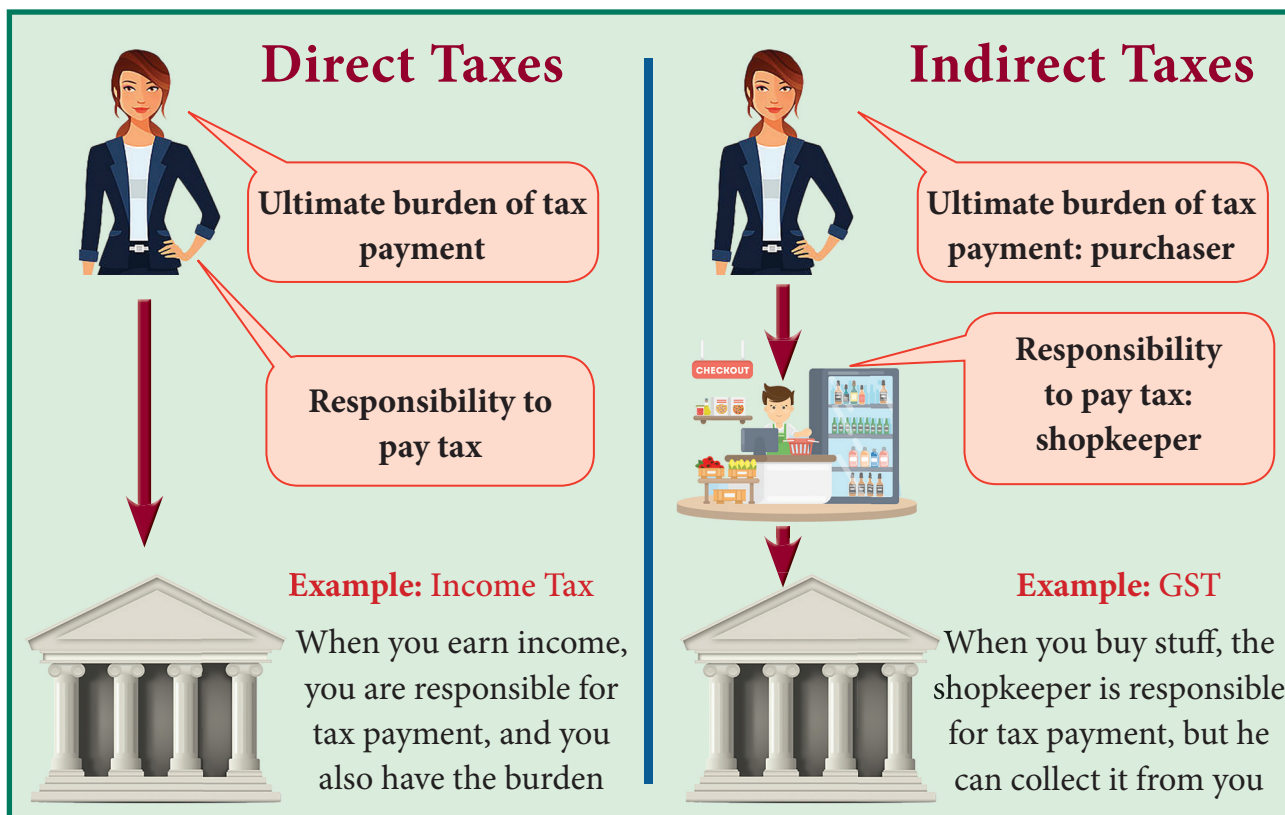 Direct Taxes
Ultimate burden of tax
payment
Responsibility to
pay tax
Example: Income Tax
When you earn income,
you are responsible for
tax payment, and you
also have the burden
Indirect Taxes
Ultimate burden of tax
payment: purchaser
CHECKOUT
Responsibility
to pay tax:
shopkeeper
Example: GST
When you buy stuff, the
shopkeeper is responsible
for tax payment, but he
can collect it from you